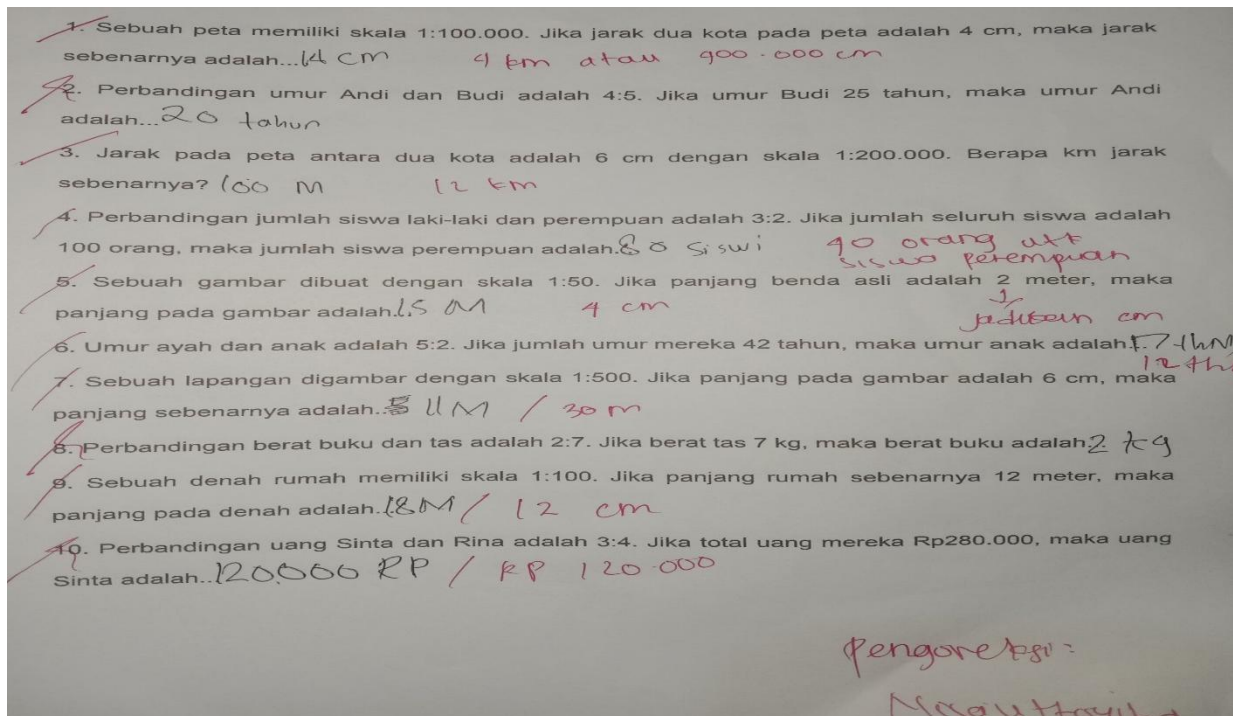 1. Sebuah peta memiliki skala 1:100.000. Jika jarak dua kota pada peta adalah 4 cm, maka jarak
sebenarnya adalah...14 cm 4 km atau 400.000 cm
2. Perbandingan umur Andi dan Budi adalah 4:5. Jika umur Budi 25 tahun, maka umur Andi
adalah...20 tahun
3. Jarak pada peta antara dua kota adalah 6 cm dengan skala 1:200.000. Berapa km jarak
sebenarnya? 100 M 12 km
4. Perbandingan jumlah siswa laki-laki dan perempuan adalah 3:2. Jika jumlah seluruh siswa adalah
100 orang, maka jumlah siswa perempuan adalah. 80 siswi 40 orang utk
siswa perempuan
5. Sebuah gambar dibuat dengan skala 1:50. Jika panjang benda asli adalah 2 meter, maka
panjang pada gambar adalah.1,5 M 4 cm jadikan cm
6. Umur ayah dan anak adalah 5:2. Jika jumlah umur mereka 42 tahun, maka umur anak adalah 7 thn
12 th
7. Sebuah lapangan digambar dengan skala 1:500. Jika panjang pada gambar adalah 6 cm, maka
panjang sebenarnya adalah.. 11 M / 30 m
8. Perbandingan berat buku dan tas adalah 2:7. Jika berat tas 7 kg, maka berat buku adalah 2 kg
9. Sebuah denah rumah memiliki skala 1:100. Jika panjang rumah sebenarnya 12 meter, maka
panjang pada denah adalah.18 M / 12 cm
10. Perbandingan uang Sinta dan Rina adalah 3:4. Jika total uang mereka Rp280.000, maka uang
Sinta adalah..120.000 RP / RP 120.000
Pengoreksi: